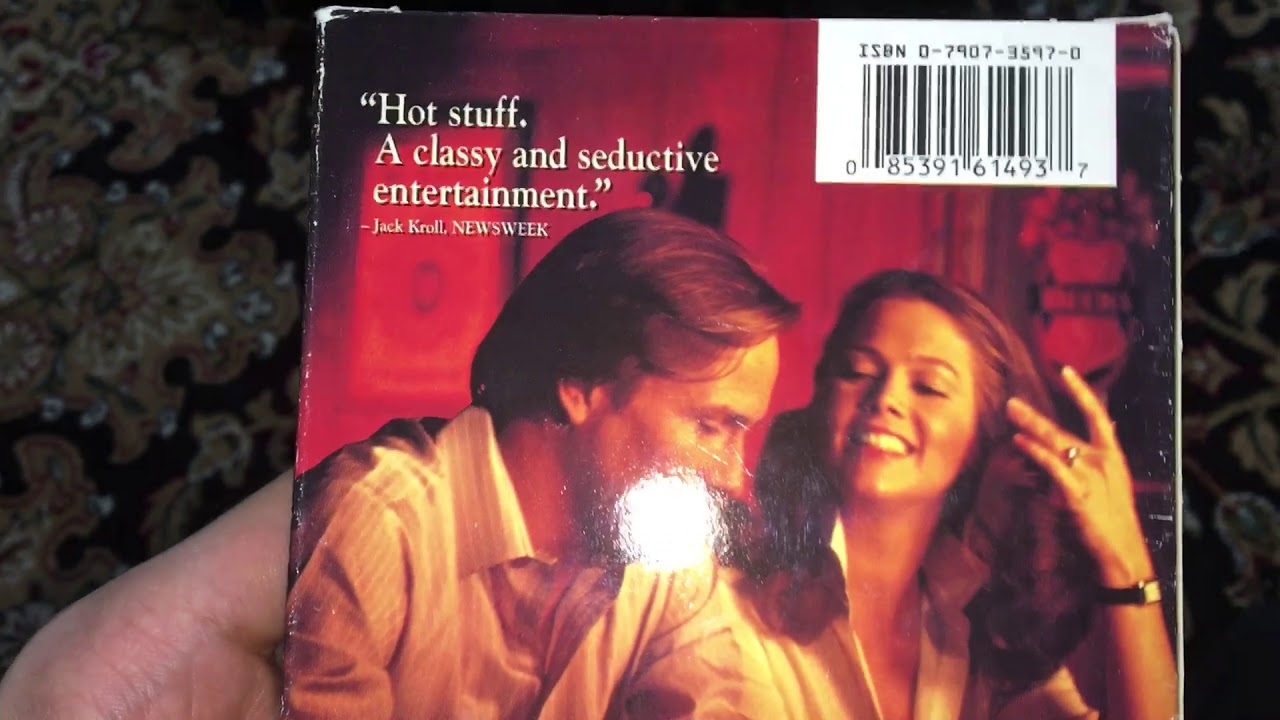 “Hot stuff.
A classy and seductive
entertainment.”
– Jack Kroll, NEWSWEEK
ISBN 0-7907-3597-0
0 85391 61493 7